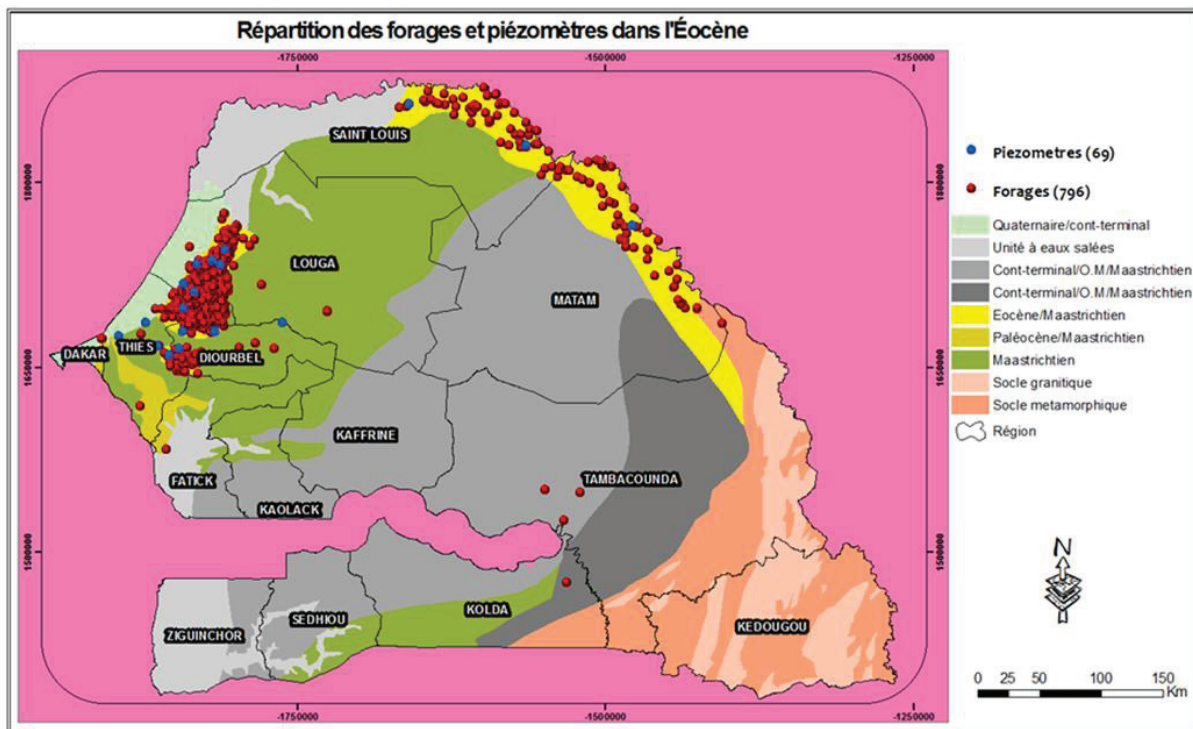 Répartition des forages et piézomètres dans l'Éocène
-1750000
-1500000
-1250000
1800000
1650000
1500000
1800000
1650000
1500000
-1750000
-1500000
-1250000
SAINT LOUIS
LOUGA
MATAM
DAKAR
THIES
DIOURBEL
KAFFRINE
FATICK
KAOLACK
TAMBACOUNDA
ZIGUINCHOR
SEDHIOU
KOLDA
KEDOUGOU
Piezometres (69)
Forages (796)
Quaternaire/cont-terminal
Unité à eaux salées
Cont-terminal/O.M/Maastrichtien
Cont-terminal/O.M/Maastrichtien
Eocène/Maastrichtien
Paléocène/Maastrichtien
Maastrichtien
Socle granitique
Socle metamorphique
Région
N
0 25 50 100 150
Km